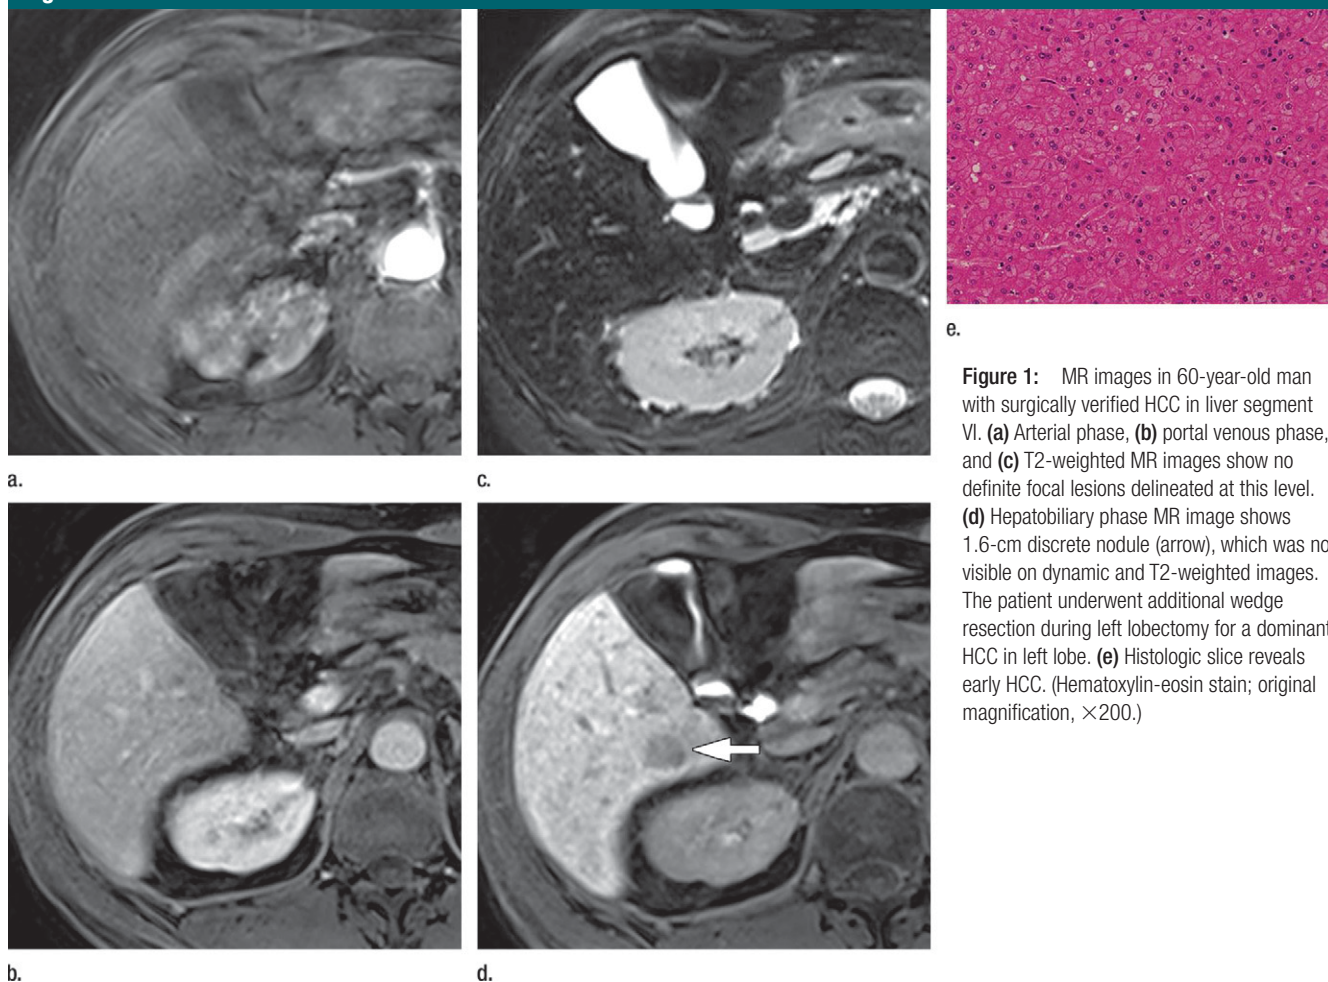 a.
c.
b.
d.
e.
Figure 1: MR images in 60-year-old man
with surgically verified HCC in liver segment
VI. (a) Arterial phase, (b) portal venous phase,
and (c) T2-weighted MR images show no
definite focal lesions delineated at this level.
(d) Hepatobiliary phase MR image shows
1.6-cm discrete nodule (arrow), which was no
visible on dynamic and T2-weighted images.
The patient underwent additional wedge
resection during left lobectomy for a dominant
HCC in left lobe. (e) Histologic slice reveals
early HCC. (Hematoxylin-eosin stain; original
magnification, ×200.)